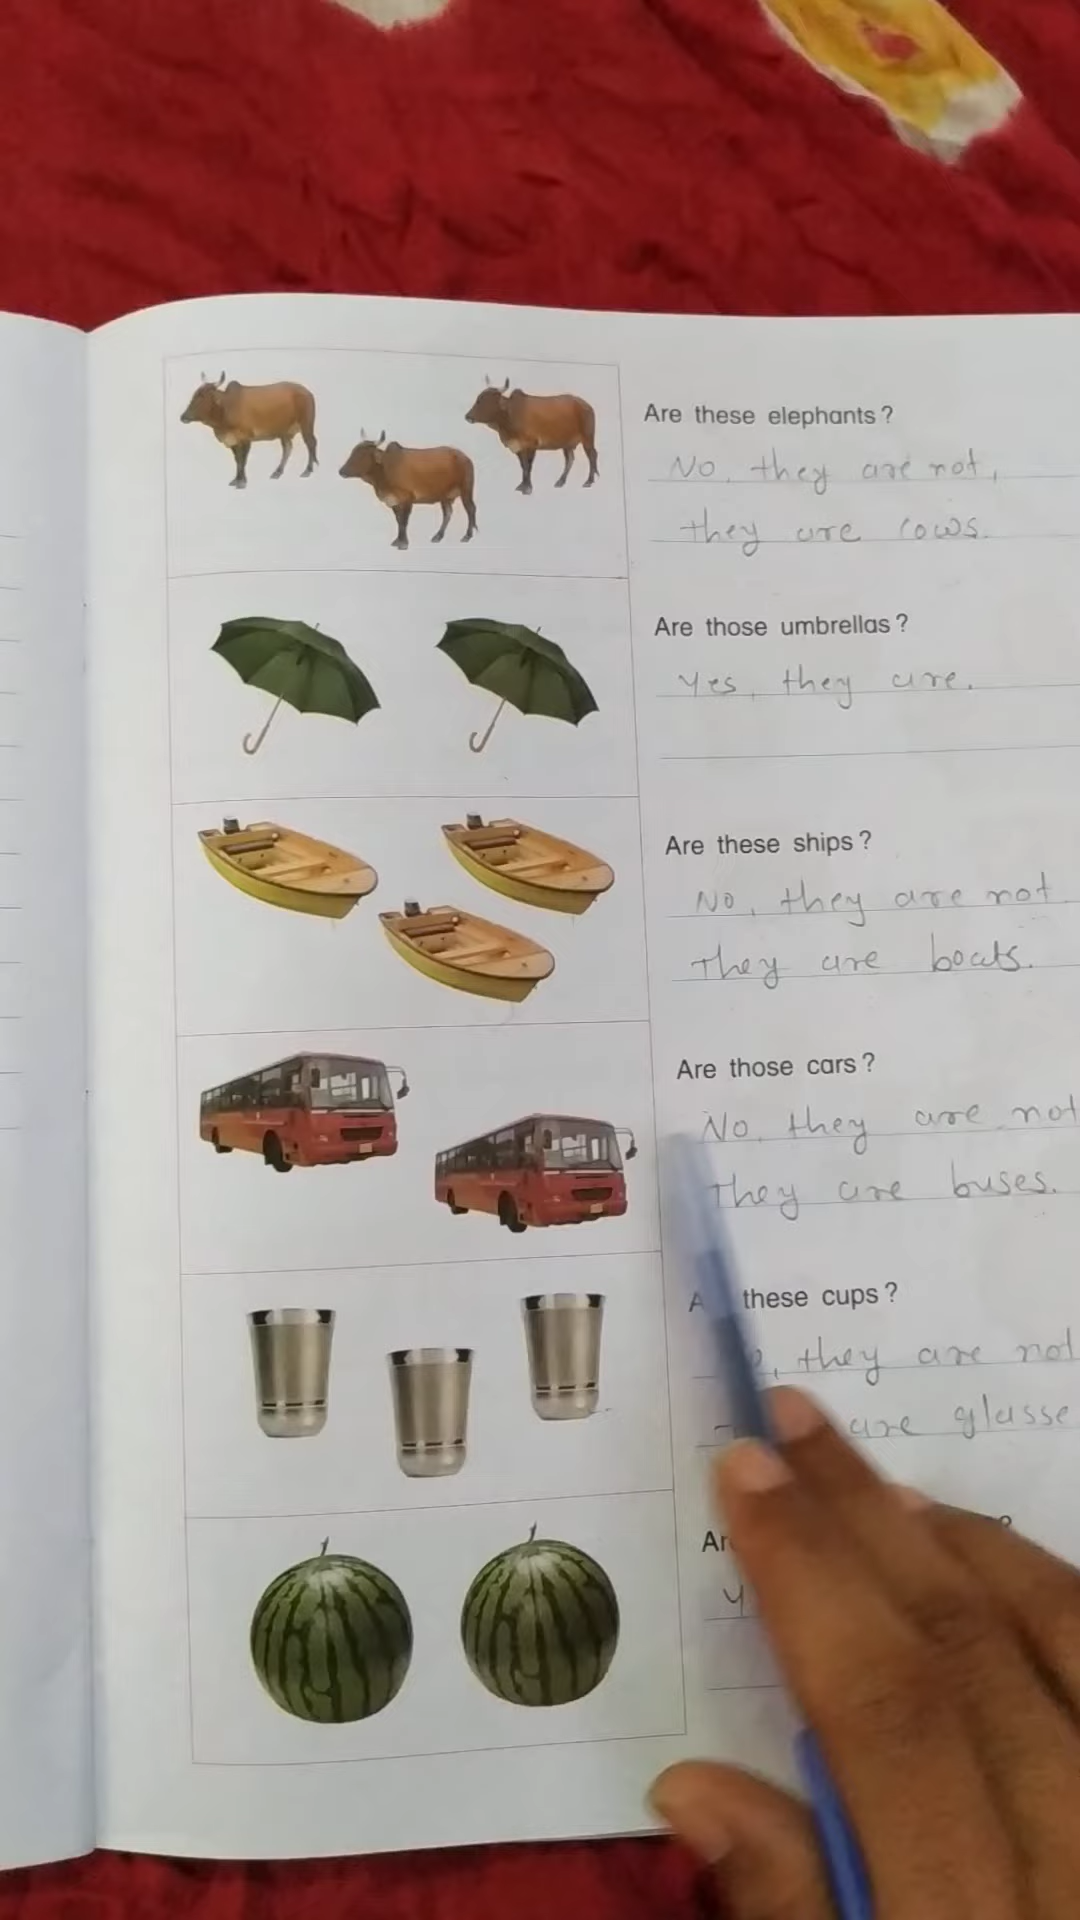 Are these elephants?
No, they are not,
they are cows.
Are those umbrellas?
Yes, they are.
Are these ships?
No, they are not
They are boats.
Are those cars?
No, they are not
They are buses.
these cups?
, they are not
are glasse